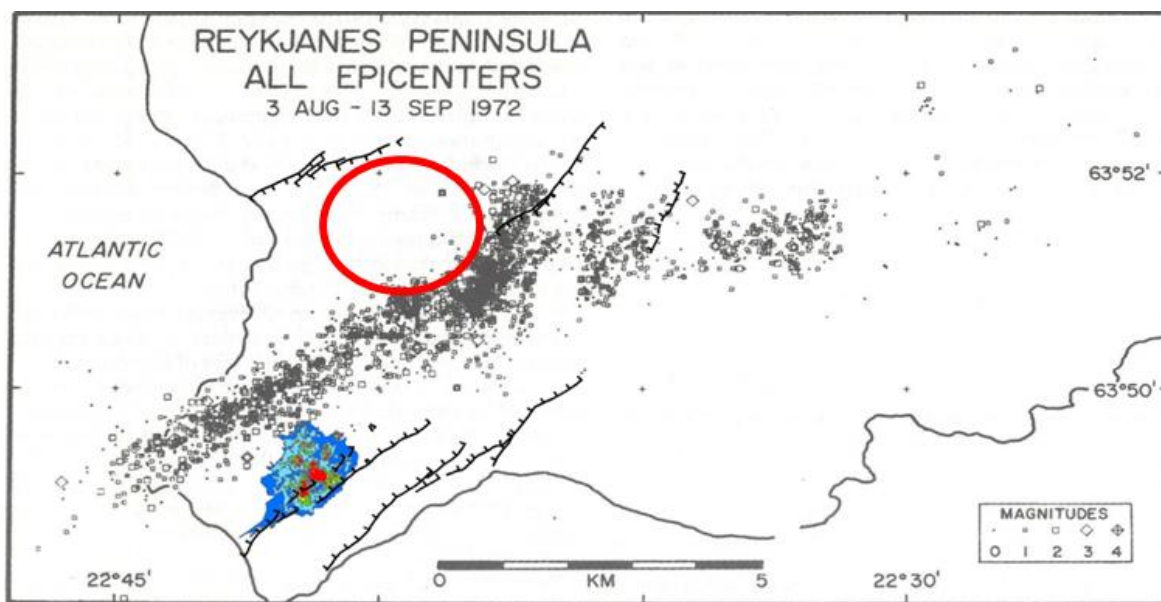 REYKJANES PENINSULA
ALL EPICENTERS
3 AUG - 13 SEP 1972
63°52'
ATLANTIC
OCEAN
63°50'
MAGNITUDES
0 1 2 3 4
0 KM 5
22°45'
22°30'